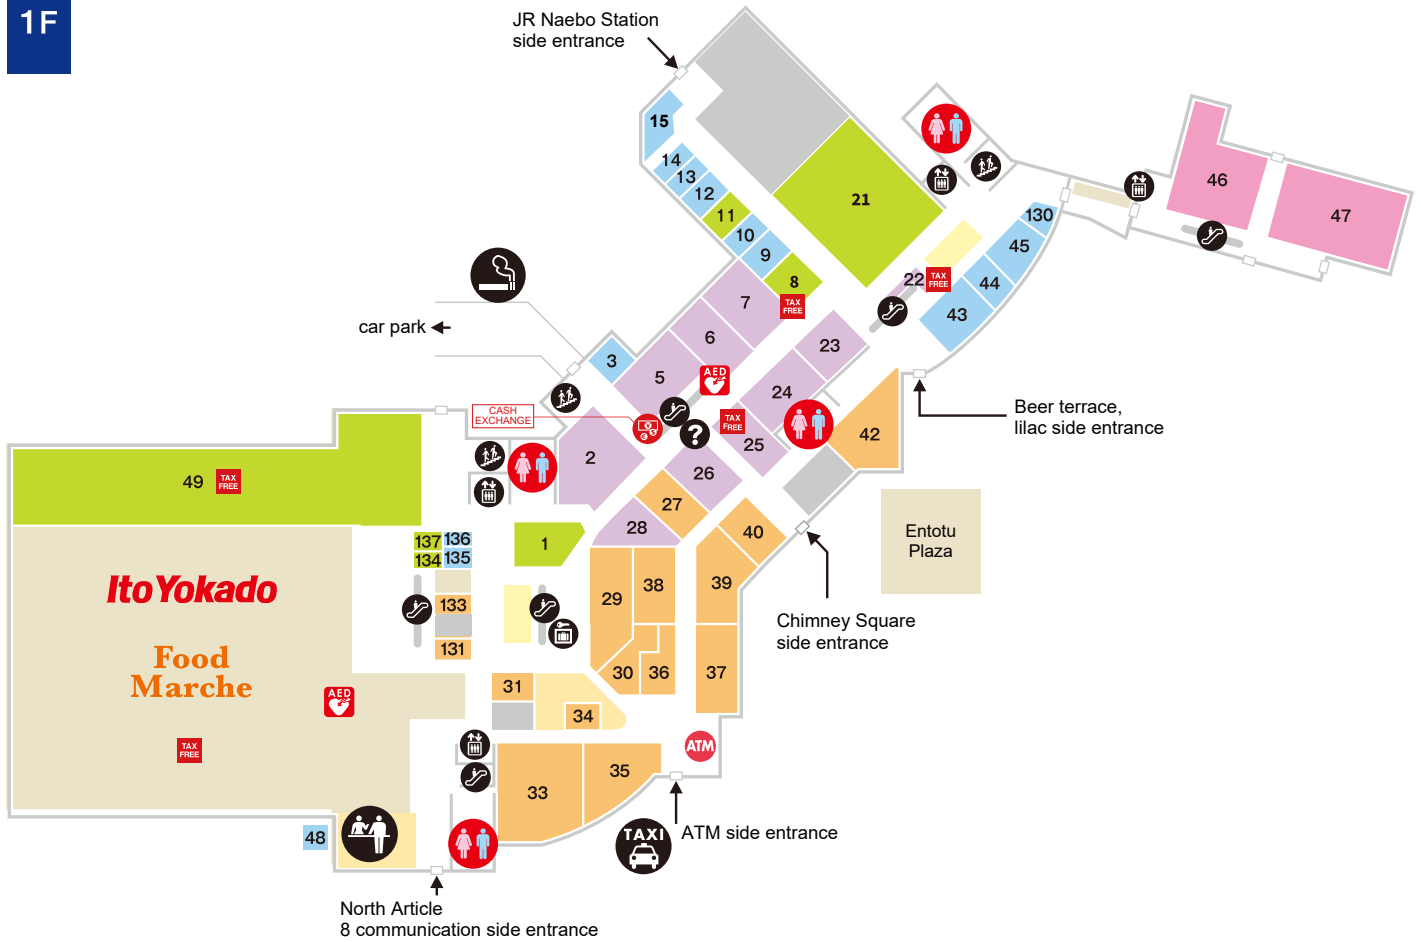 1F
JR Naebo Station
side entrance
15
14
13
12
11
10
9
8
TAX
FREE
7
6
5
3
21
130
45
44
43
22
TAX
FREE
46
47
car park
AED
23
24
25
TAX
FREE
CASH
EXCHANGE
?
2
26
27
28
42
Beer terrace,
lilac side entrance
49
TAX
FREE
137
136
134
135
133
131
1
40
39
38
29
30
36
37
Entotu
Plaza
Chimney Square
side entrance
ItoYokado
Food
Marche
AED
TAX
FREE
31
34
33
35
ATM
48
TAXI
ATM side entrance
North Article
8 communication side entrance